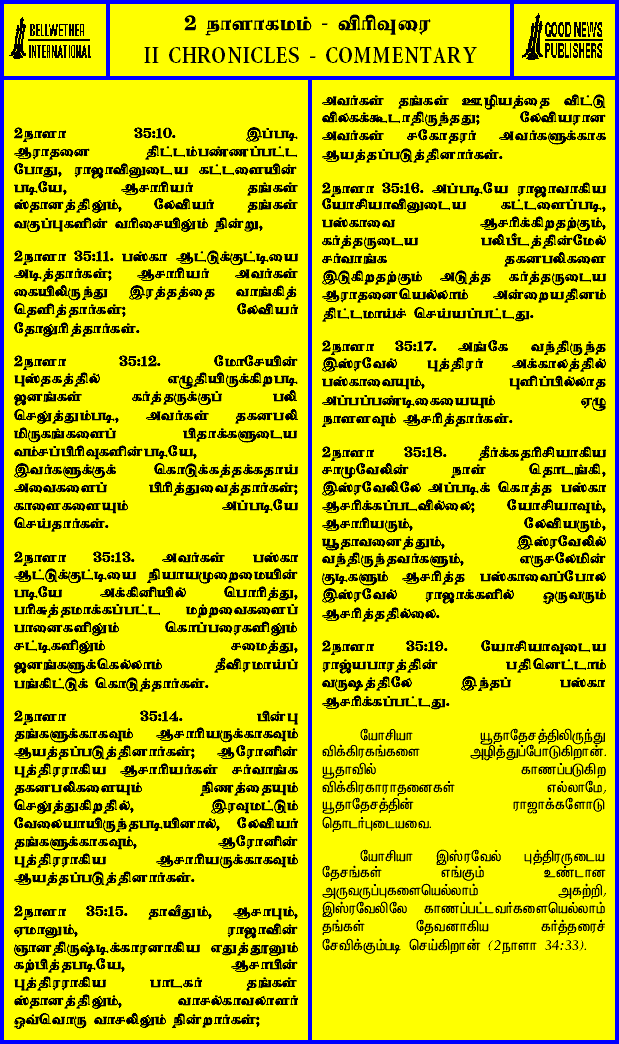 BELLWETHER
INTERNATIONAL
2 நாளாகமம் - விரிவுரை
II CHRONICLES - COMMENTARY
GOOD NEWS
PUBLISHERS
2நாளா 35:10. இப்படி
ஆராதனை திட்டம்பண்ணப்பட்ட
போது, ராஜாவினுடைய கட்டளையின்
படியே, ஆசாரியர் தங்கள்
ஸ்தானத்திலும், லேவியர் தங்கள்
வகுப்புகளின் வரிசையிலும் நின்று,
2நாளா 35:11. பஸ்கா ஆட்டுக்குட்டியை
அடித்தார்கள்; ஆசாரியர் அவர்கள்
கையிலிருந்து இரத்தத்தை வாங்கித்
தெளித்தார்கள்; லேவியர்
தோலுரித்தார்கள்.
2நாளா 35:12. மோசேயின்
புஸ்தகத்தில் எழுதியிருக்கிறபடி
ஜனங்கள் கர்த்தருக்குப் பலி
செலுத்தும்படி, அவர்கள் தகனபலி
மிருகங்களைப் பிதாக்களுடைய
வம்சப்பிரிவுகளின்படியே,
இவர்களுக்குக் கொடுக்கத்தக்கதாய்
அவைகளைப் பிரித்துவைத்தார்கள்;
காளைகளையும் அப்படியே
செய்தார்கள்.
2நாளா 35:13. அவர்கள் பஸ்கா
ஆட்டுக்குட்டியை நியாயமுறைமையின்
படியே அக்கினியில் பொரித்து,
பரிசுத்தமாக்கப்பட்ட மற்றவைகளைப்
பானைகளிலும் கொப்பரைகளிலும்
சட்டிகளிலும் சமைத்து,
ஜனங்களுக்கெல்லாம் தீவிரமாய்ப்
பங்கிட்டுக் கொடுத்தார்கள்.
2நாளா 35:14. பின்பு
தங்களுக்காகவும் ஆசாரியருக்காகவும்
ஆயத்தப்படுத்தினார்கள்; ஆரோனின்
புத்திரராகிய ஆசாரியர்கள் சர்வாங்க
தகனபலிகளையும் நிணத்தையும்
செலுத்துகிறதில், இரவுமட்டும்
வேலையாயிருந்தபடியினால், லேவியர்
தங்களுக்காகவும், ஆரோனின்
புத்திரராகிய ஆசாரியருக்காகவும்
ஆயத்தப்படுத்தினார்கள்.
2நாளா 35:15. தாவீதும், ஆசாபும்,
ஏமானும், ராஜாவின்
ஞானதிருஷ்டிக்காரனாகிய எதுத்தூனும்
கற்பித்தபடியே, ஆசாபின்
புத்திரராகிய பாடகர் தங்கள்
ஸ்தானத்திலும், வாசல்காவலாளர்
ஒவ்வொரு வாசலிலும் நின்றார்கள்;
அவர்கள் தங்கள் ஊழியத்தை விட்டு
விலகக்கூடாதிருந்தது; லேவியரான
அவர்கள் சகோதரர் அவர்களுக்காக
ஆயத்தப்படுத்தினார்கள்.
2நாளா 35:16. அப்படியே ராஜாவாகிய
யோசியாவினுடைய கட்டளைப்படி,
பஸ்காவை ஆசரிக்கிறதற்கும்,
கர்த்தருடைய பலிபீடத்தின்மேல்
சர்வாங்க தகனபலிகளை
இடுகிறதற்கும் அடுத்த கர்த்தருடைய
ஆராதனையெல்லாம் அன்றையதினம்
திட்டமாய்ச் செய்யப்பட்டது.
2நாளா 35:17. அங்கே வந்திருந்த
இஸ்ரவேல் புத்திரர் அக்காலத்தில்
பஸ்காவையும், புளிப்பில்லாத
அப்பப்பண்டிகையையும் ஏழு
நாளளவும் ஆசரித்தார்கள்.
2நாளா 35:18. தீர்க்கதரிசியாகிய
சாமுவேலின் நாள் தொடங்கி,
இஸ்ரவேலிலே அப்படிக் கொத்த பஸ்கா
ஆசரிக்கப்படவில்லை; யோசியாவும்,
ஆசாரியரும், லேவியரும்,
யூதாவனைத்தும், இஸ்ரவேலில்
வந்திருந்தவர்களும், எருசலேமின்
குடிகளும் ஆசரித்த பஸ்காவைப்போல
இஸ்ரவேல் ராஜாக்களில் ஒருவரும்
ஆசரித்ததில்லை.
2நாளா 35:19. யோசியாவுடைய
ராஜ்யபாரத்தின் பதினெட்டாம்
வருஷத்திலே இந்தப் பஸ்கா
ஆசரிக்கப்பட்டது.
யோசியா யூதாதேசத்திலிருந்து
விக்கிரகங்களை அழித்துப்போடுகிறான்.
யூதாவில் காணப்படுகிற
விக்கிரகாராதனைகள் எல்லாமே,
யூதாதேசத்தின் ராஜாக்களோடு
தொடர்புடையவை.
யோசியா இஸ்ரவேல் புத்திரருடைய
தேசங்கள் எங்கும் உண்டான
அருவருப்புகளையெல்லாம் அகற்றி,
இஸ்ரவேலிலே காணப்பட்டவர்களையெல்லாம்
தங்கள் தேவனாகிய கர்த்தரைச்
சேவிக்கும்படி செய்கிறான் (2நாளா 34:33).